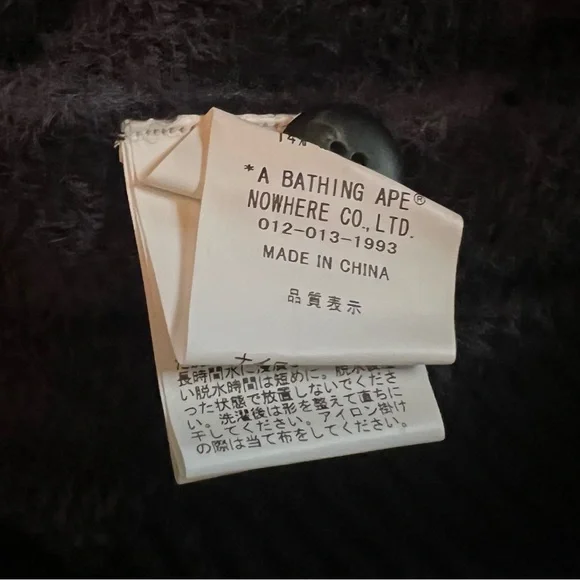 *A BATHING APE®
NOWHERE CO., LTD.
012-013-1993
MADE IN CHINA
品質表示
長時間水に
い脱水時間は短めに。脱水
った状態で放置しないでくださ
い。洗濯後は形を整えて直ちに
干してください。アイロン掛け
の際は当て布をしてください。